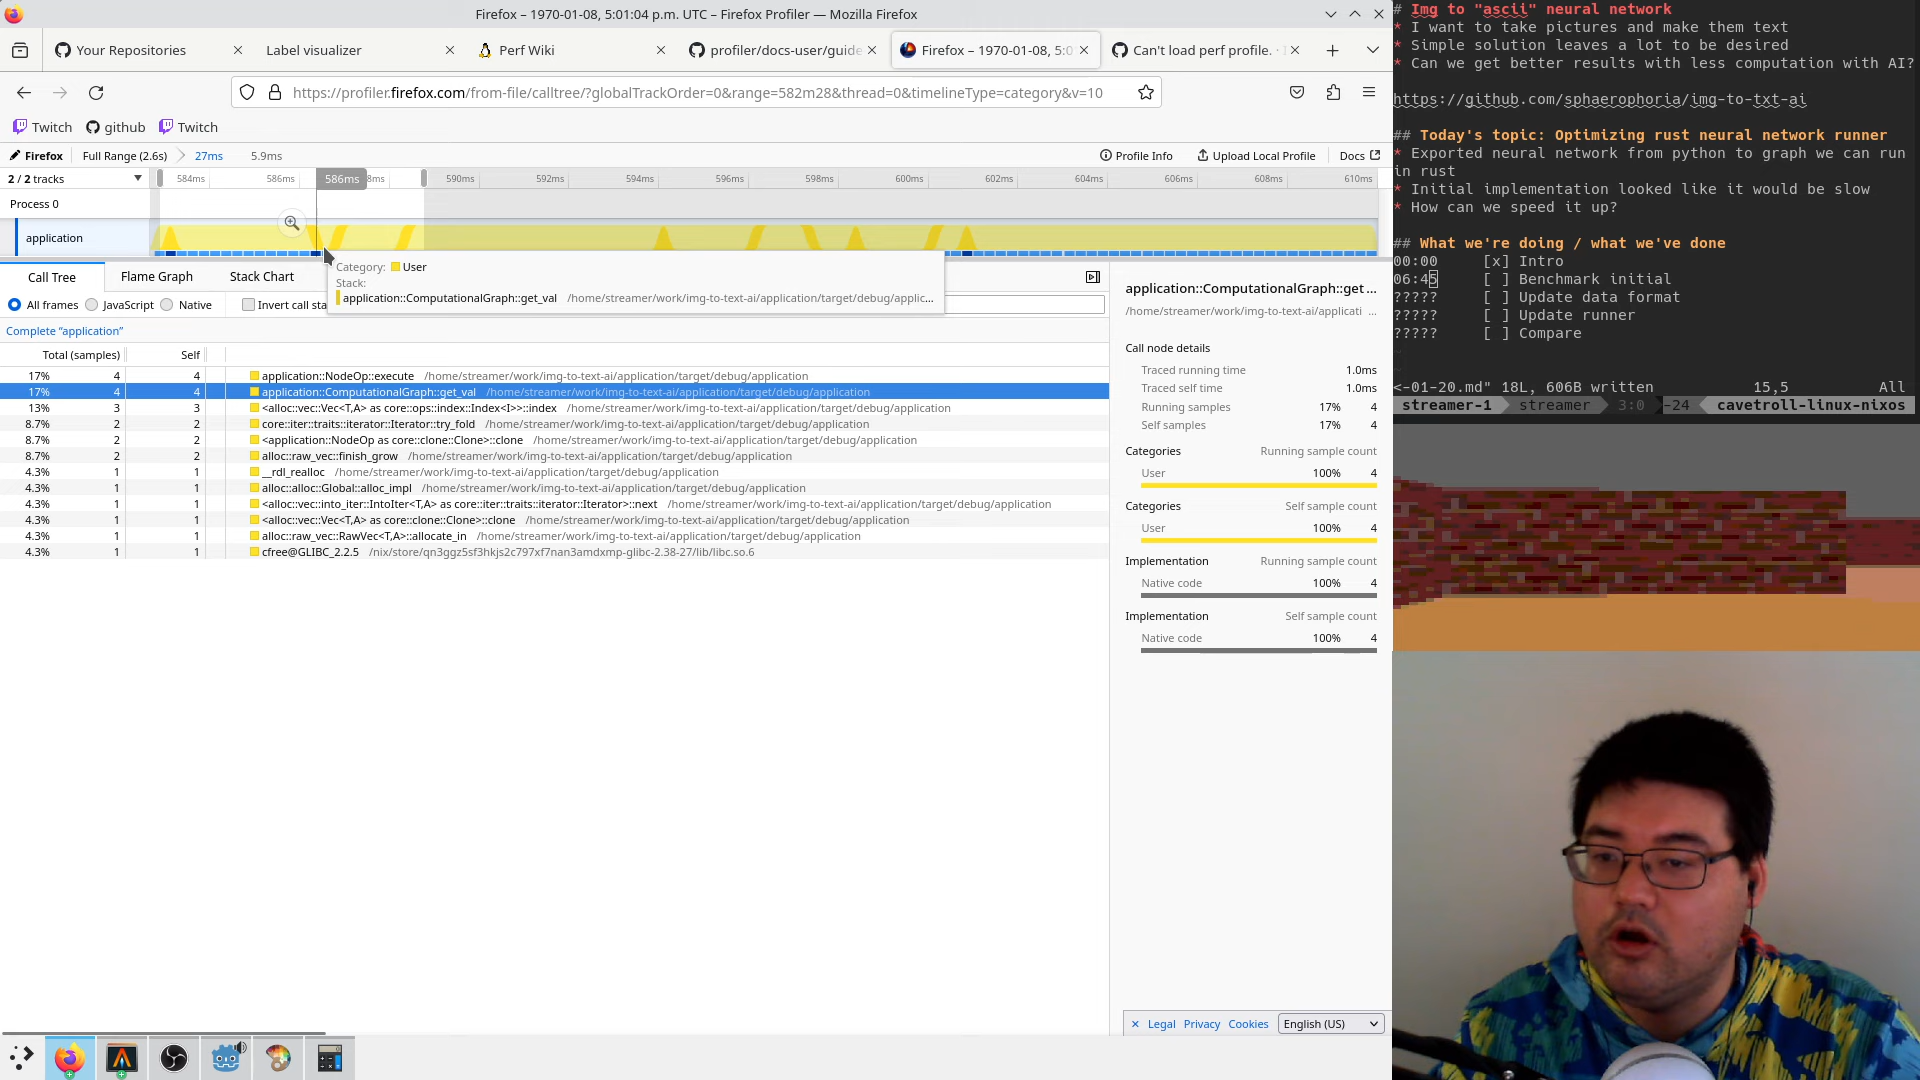 Firefox – 1970-01-08, 5:01:04 p.m. UTC – Firefox Profiler — Mozilla Firefox
Your Repositories
Label visualizer
Perf Wiki
profiler/docs-user/guide
Firefox – 1970-01-08, 5:0
Can't load perf profile.
https://profiler.firefox.com/from-file/calltree/?globalTrackOrder=0&range=582m28&thread=0&timelineType=category&v=10
Twitch
github
Twitch
Firefox
Full Range (2.6s)
27ms
5.9ms
Profile Info
Upload Local Profile
Docs
2 / 2 tracks
584ms
586ms
586ms
8ms
590ms
592ms
594ms
596ms
598ms
600ms
602ms
604ms
606ms
608ms
610ms
Process 0
application
Category: User
Stack:
application::ComputationalGraph::get_val /home/streamer/work/img-to-text-ai/application/target/debug/applic...
Call Tree
Flame Graph
Stack Chart
All frames
JavaScript
Native
Invert call sta
Complete “application”
Total (samples) Self
17% 4 4 application::NodeOp::execute /home/streamer/work/img-to-text-ai/application/target/debug/application
17% 4 4 application::ComputationalGraph::get_val /home/streamer/work/img-to-text-ai/application/target/debug/application
13% 3 3 <alloc::vec::Vec<T,A> as core::ops::index::Index<I>>::index /home/streamer/work/img-to-text-ai/application/target/debug/application
8.7% 2 2 core::iter::traits::iterator::Iterator::try_fold /home/streamer/work/img-to-text-ai/application/target/debug/application
8.7% 2 2 <application::NodeOp as core::clone::Clone>::clone /home/streamer/work/img-to-text-ai/application/target/debug/application
8.7% 2 2 alloc::raw_vec::finish_grow /home/streamer/work/img-to-text-ai/application/target/debug/application
4.3% 1 1 __rdl_realloc /home/streamer/work/img-to-text-ai/application/target/debug/application
4.3% 1 1 alloc::alloc::Global::alloc_impl /home/streamer/work/img-to-text-ai/application/target/debug/application
4.3% 1 1 <alloc::vec::into_iter::IntoIter<T,A> as core::iter::traits::iterator::Iterator>::next /home/streamer/work/img-to-text-ai/application/target/debug/application
4.3% 1 1 <alloc::vec::Vec<T,A> as core::clone::Clone>::clone /home/streamer/work/img-to-text-ai/application/target/debug/application
4.3% 1 1 alloc::raw_vec::RawVec<T,A>::allocate_in /home/streamer/work/img-to-text-ai/application/target/debug/application
4.3% 1 1 cfree@GLIBC_2.2.5 /nix/store/qn3ggz5sf3hkjs2c797xf7nan3amdxmp-glibc-2.38-27/lib/libc.so.6
application::ComputationalGraph::get ...
/home/streamer/work/img-to-text-ai/applicati ...
Call node details
Traced running time 1.0ms
Traced self time 1.0ms
Running samples 17% 4
Self samples 17% 4
Categories Running sample count
User 100% 4
Categories Self sample count
User 100% 4
Implementation Running sample count
Native code 100% 4
Implementation Self sample count
Native code 100% 4
Legal
Privacy
Cookies
English (US)
# Img to "ascii" neural network
* I want to take pictures and make them text
* Simple solution leaves a lot to be desired
* Can we get better results with less computation with AI?
https://github.com/sphaerophoria/img-to-txt-ai
## Today's topic: Optimizing rust neural network runner
* Exported neural network from python to graph we can run
in rust
* Initial implementation looked like it would be slow
* How can we speed it up?
## What we're doing / what we've done
00:00 [x] Intro
06:45 [ ] Benchmark initial
????? [ ] Update data format
????? [ ] Update runner
????? [ ] Compare
~
<-01-20.md" 18L, 606B written 15,5 All
streamer-1 streamer 3:0 -24 cavetroll-linux-nixos